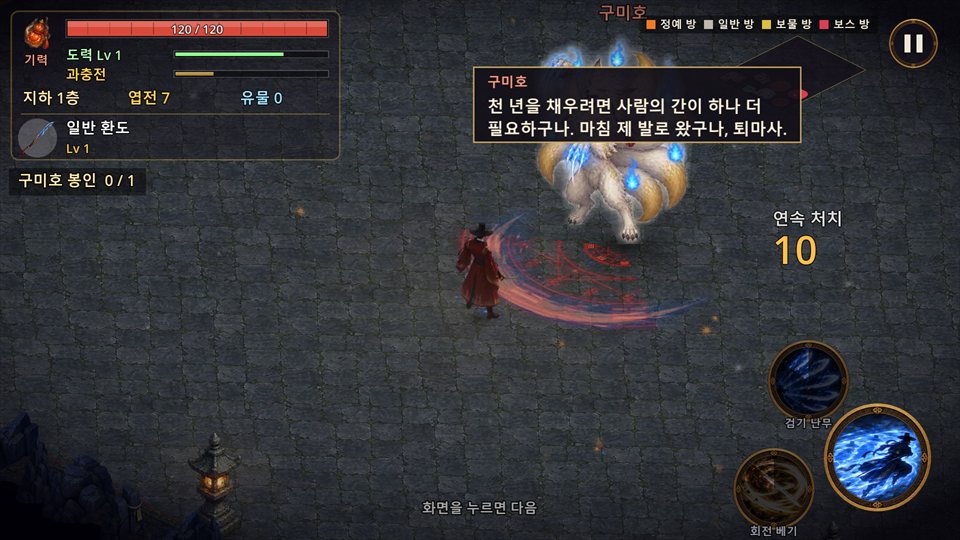 구미호
정예 방 일반 방 보물 방 보스 방
120 / 120
기력
도력 Lv 1
과충전
지하 1층 엽전 7 유물 0
일반 환도
Lv 1
구미호 봉인 0 / 1
구미호
천 년을 채우려면 사람의 간이 하나 더
필요하구나. 마침 제 발로 왔구나, 퇴마사.
연속 처치
10
검기 난무
회전 베기
화면을 누르면 다음